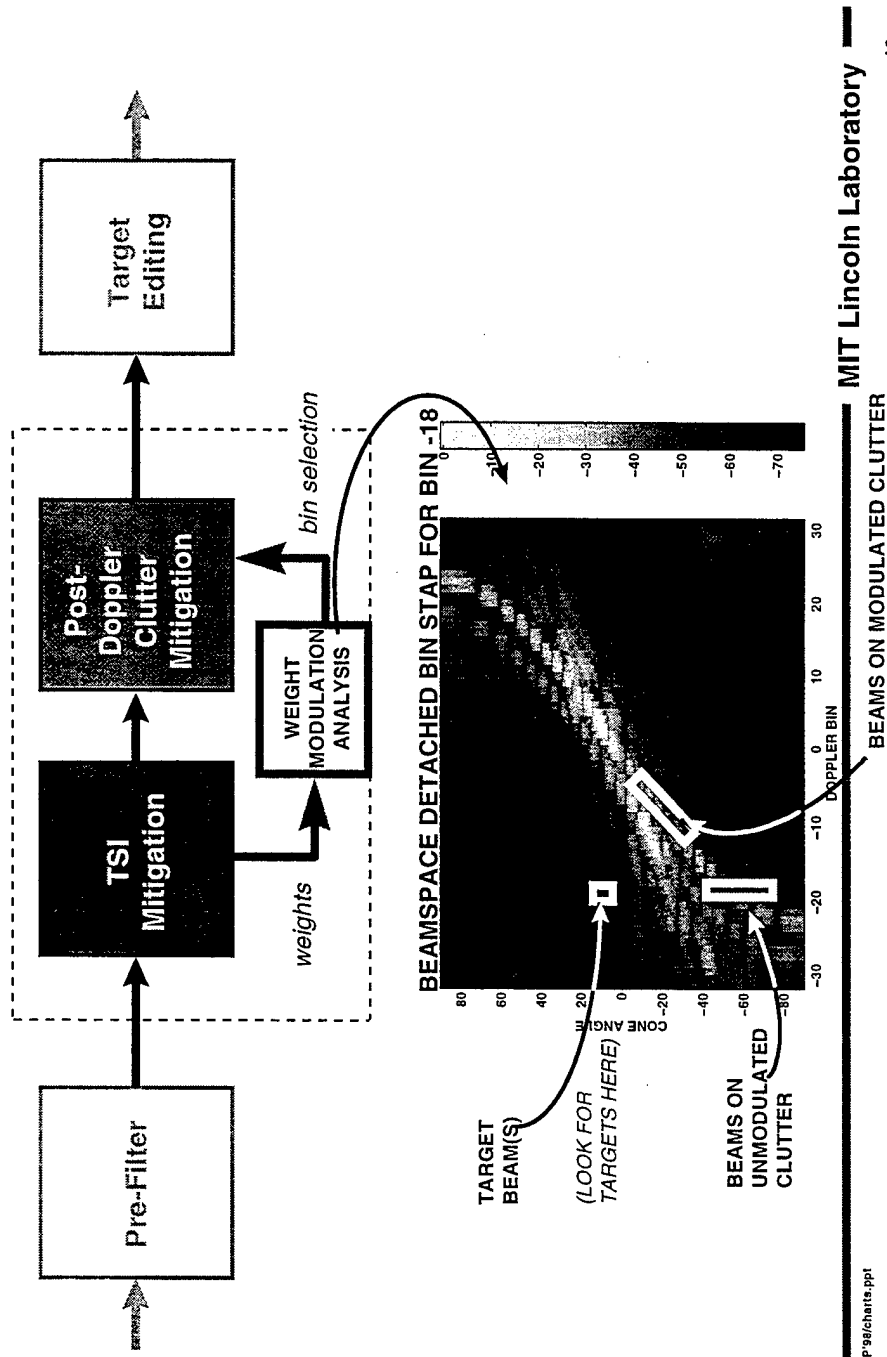 Pre-Filter
TSI
Mitigation
Post-
Doppler
Clutter
Mitigation
Target
Editing
weights
WEIGHT
MODULATION
ANALYSIS
bin selection
BEAMSPACE DETACHED BIN STAP FOR BIN -18
TARGET
BEAM(S)
(LOOK FOR
TARGETS HERE)
BEAMS ON
UNMODULATED
CLUTTER
CONE ANGLE
80
60
40
20
0
-20
-40
-60
-80
-30
-20
-10
0
10
20
30
DOPPLER BIN
0
-10
-20
-30
-40
-50
-60
-70
BEAMS ON MODULATED CLUTTER
MIT Lincoln Laboratory
P'98/charts.ppt